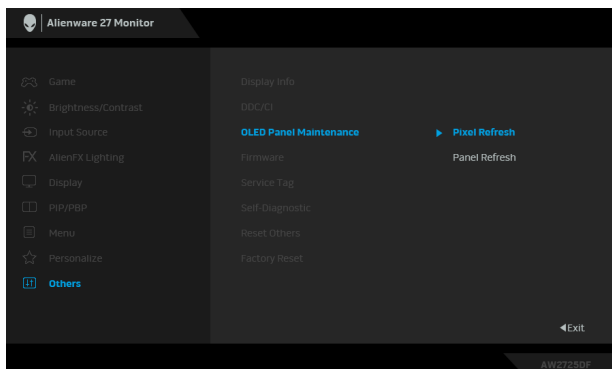 Alienware 27 Monitor
Game
Brightness/Contrast
Input Source
FX AlienFX Lighting
Display
PIP/PBP
Menu
Personalize
Others
Display Info
DDC/CI
OLED Panel Maintenance
Firmware
Service Tag
Self-Diagnostic
Reset Others
Factory Reset
Pixel Refresh
Panel Refresh
Exit
AW2725DF